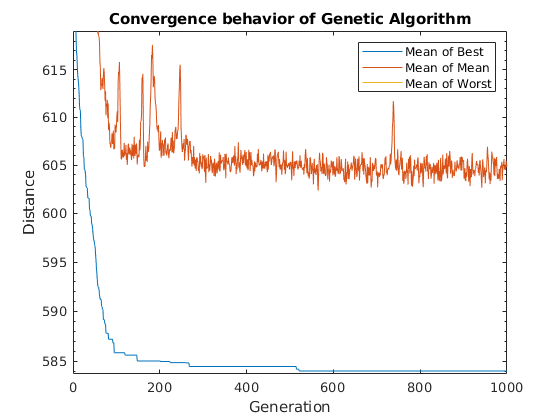 Convergence behavior of Genetic Algorithm
Mean of Best
Mean of Mean
Mean of Worst
Distance
615
610
605
600
595
590
585
0 200 400 600 800 1000
Generation